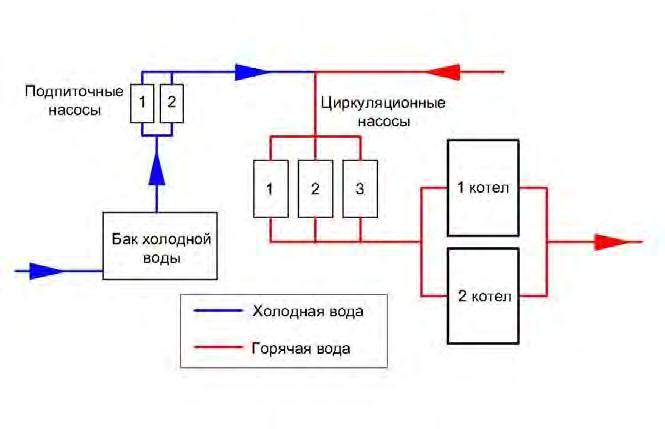 Подпиточные
насосы
1
2
Циркуляционные
насосы
1
2
3
1 котел
Бак холодной
воды
2 котел
Холодная вода
Горячая вода